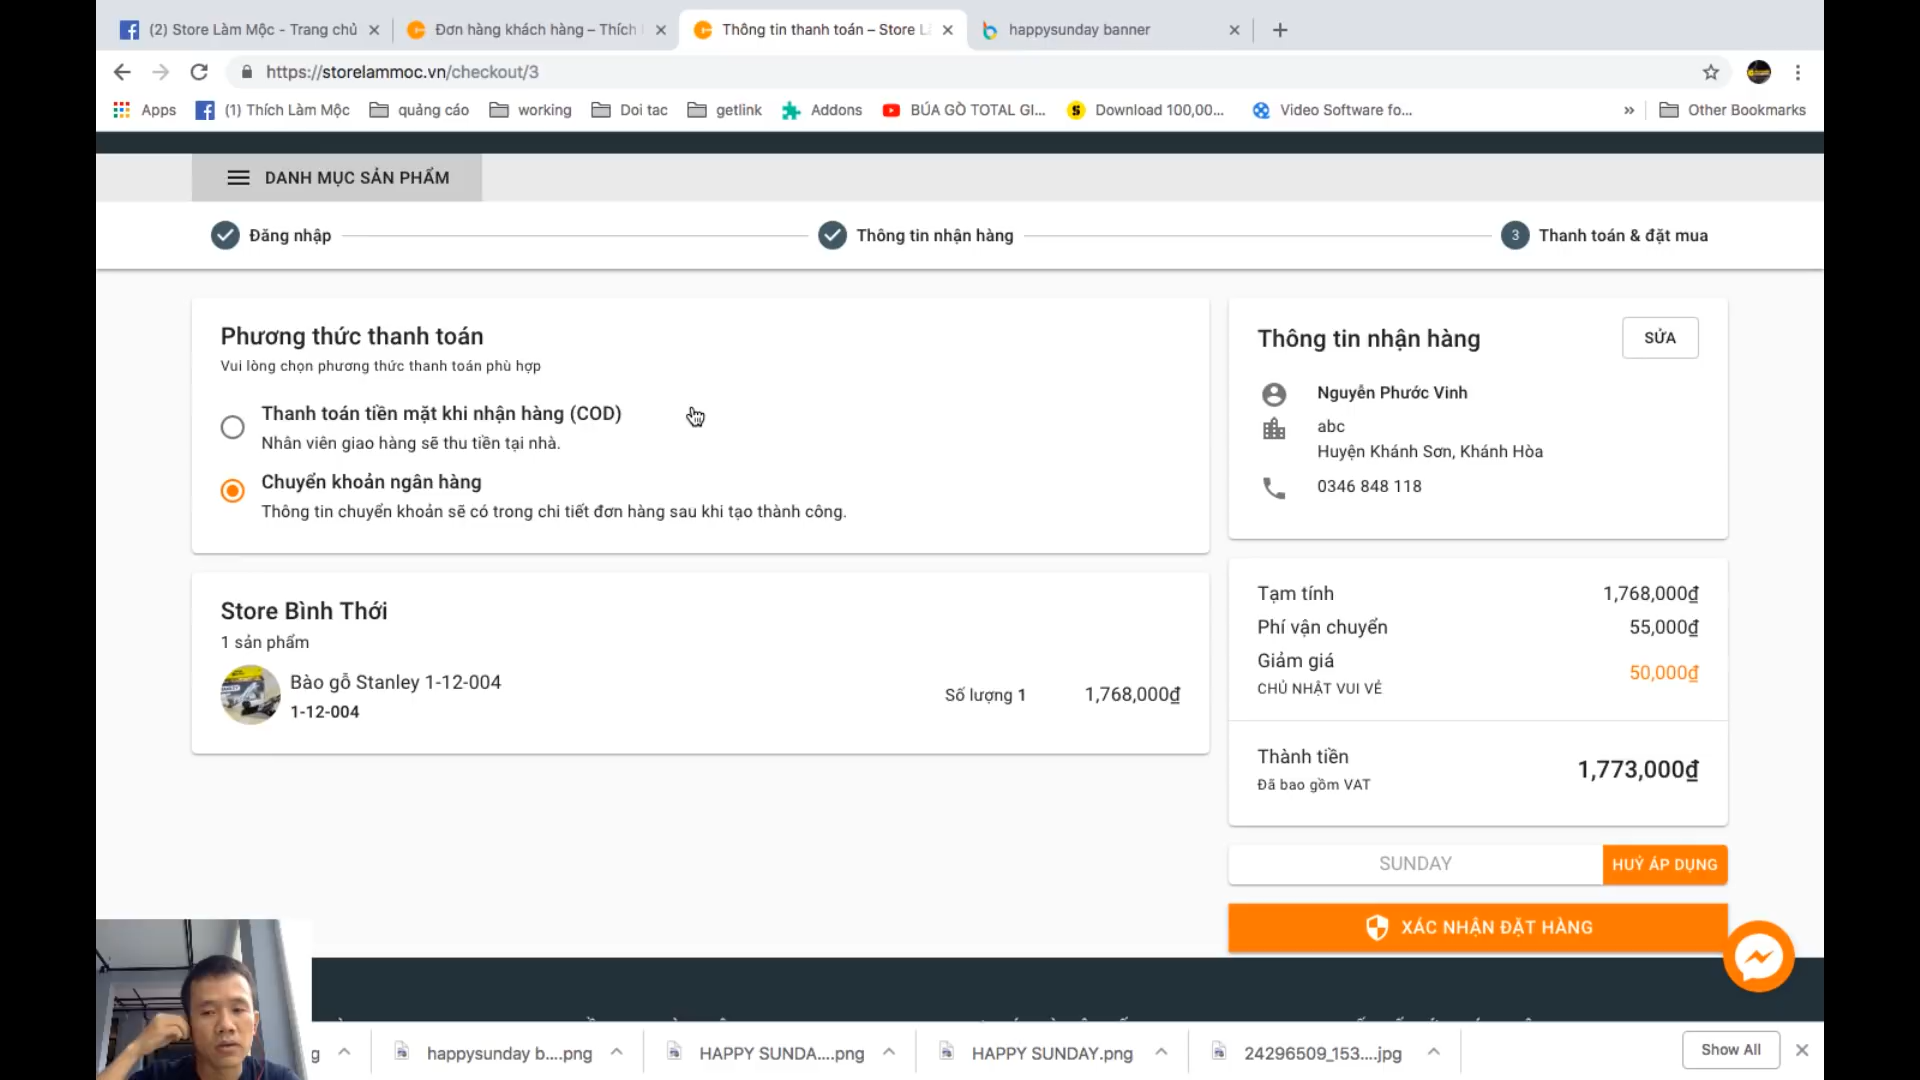 (2) Store Làm Mộc - Trang chủ
Đơn hàng khách hàng – Thích
Thông tin thanh toán – Store L
happysunday banner
https://storelammoc.vn/checkout/3
Apps
(1) Thích Làm Mộc
quảng cáo
working
Doi tac
getlink
Addons
BÚA GÒ TOTAL GI...
Download 100,00...
Video Software fo...
»
Other Bookmarks
DANH MỤC SẢN PHẨM
Đăng nhập
Thông tin nhận hàng
3 Thanh toán & đặt mua
Phương thức thanh toán
Vui lòng chọn phương thức thanh toán phù hợp
Thanh toán tiền mặt khi nhận hàng (COD)
Nhân viên giao hàng sẽ thu tiền tại nhà.
Chuyển khoản ngân hàng
Thông tin chuyển khoản sẽ có trong chi tiết đơn hàng sau khi tạo thành công.
Thông tin nhận hàng
SỬA
Nguyễn Phước Vinh
abc
Huyện Khánh Sơn, Khánh Hòa
0346 848 118
Store Bình Thới
1 sản phẩm
Bào gỗ Stanley 1-12-004
1-12-004
Số lượng 1
1,768,000₫
Tạm tính 1,768,000₫
Phí vận chuyển 55,000₫
Giảm giá 50,000₫
CHỦ NHẬT VUI VẺ
Thành tiền 1,773,000₫
Đã bao gồm VAT
SUNDAY
HUỶ ÁP DỤNG
XÁC NHẬN ĐẶT HÀNG
g
happysunday b....png
HAPPY SUNDA....png
HAPPY SUNDAY.png
24296509_153....jpg
Show All